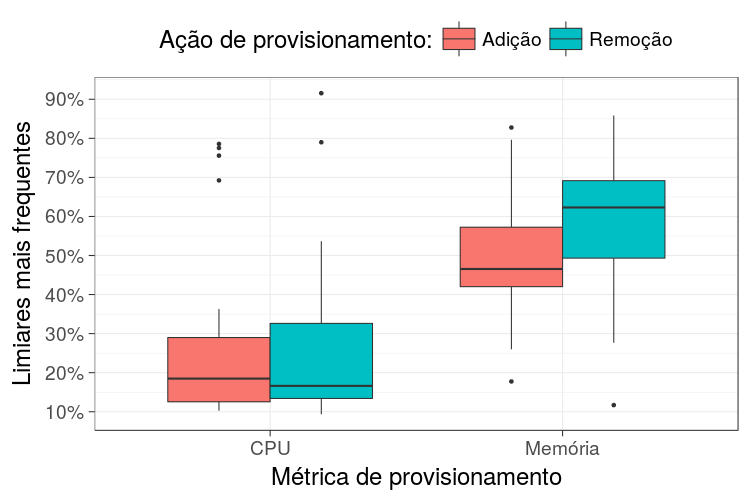 Ação de provisionamento: Adição Remoção
90%
80%
70%
60%
50%
40%
30%
20%
10%
Limiares mais frequentes
CPU Memória
Métrica de provisionamento